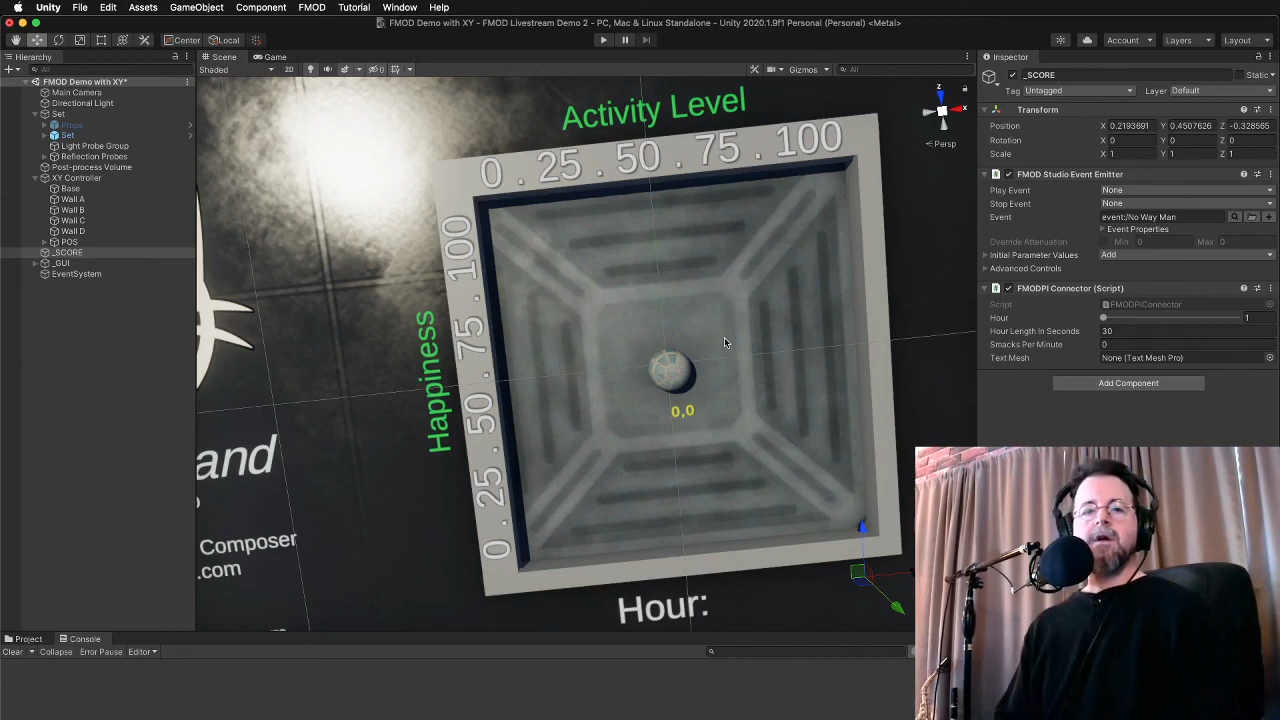 Unity File Edit Assets GameObject Component FMOD Tutorial Window Help
FMOD Demo with XY - FMOD Livestream Demo 2 - PC, Mac & Linux Standalone - Unity 2020.1.9f1 Personal (Personal) <Metal>
Center Local Account Layers Layout
Hierarchy
All
FMOD Demo with XY*
Main Camera
Directional Light
Set
Props
Set
Light Probe Group
Reflection Probes
Post-process Volume
XY Controller
Base
Wall A
Wall B
Wall C
Wall D
POS
_SCORE
_GUI
EventSystem
Scene Game
Shaded 2D 0 Gizmos All
Activity Level
0 . 25 . 50 . 75 . 100
Happiness
0 . 25 . 50 . 75 . 100
0,0
Hour:
and
Composer
.com
z
x
Persp
Inspector
_SCORE Static
Tag Untagged Layer Default
Transform
Position X 0.2193691 Y 0.4507626 Z -0.328565
Rotation X 0 Y 0 Z 0
Scale X 1 Y 1 Z 1
FMOD Studio Event Emitter
Play Event None
Stop Event None
Event event:/No Way Man
Event Properties
Override Attenuation Min 0 Max 0
Initial Parameter Values Add
Advanced Controls
FMODPI Connector (Script)
Script FMODPIConnector
Hour 1
Hour Length In Seconds 30
Smacks Per Minute 0
Text Mesh None (Text Mesh Pro)
Add Component
Project Console
Clear Collapse Error Pause Editor